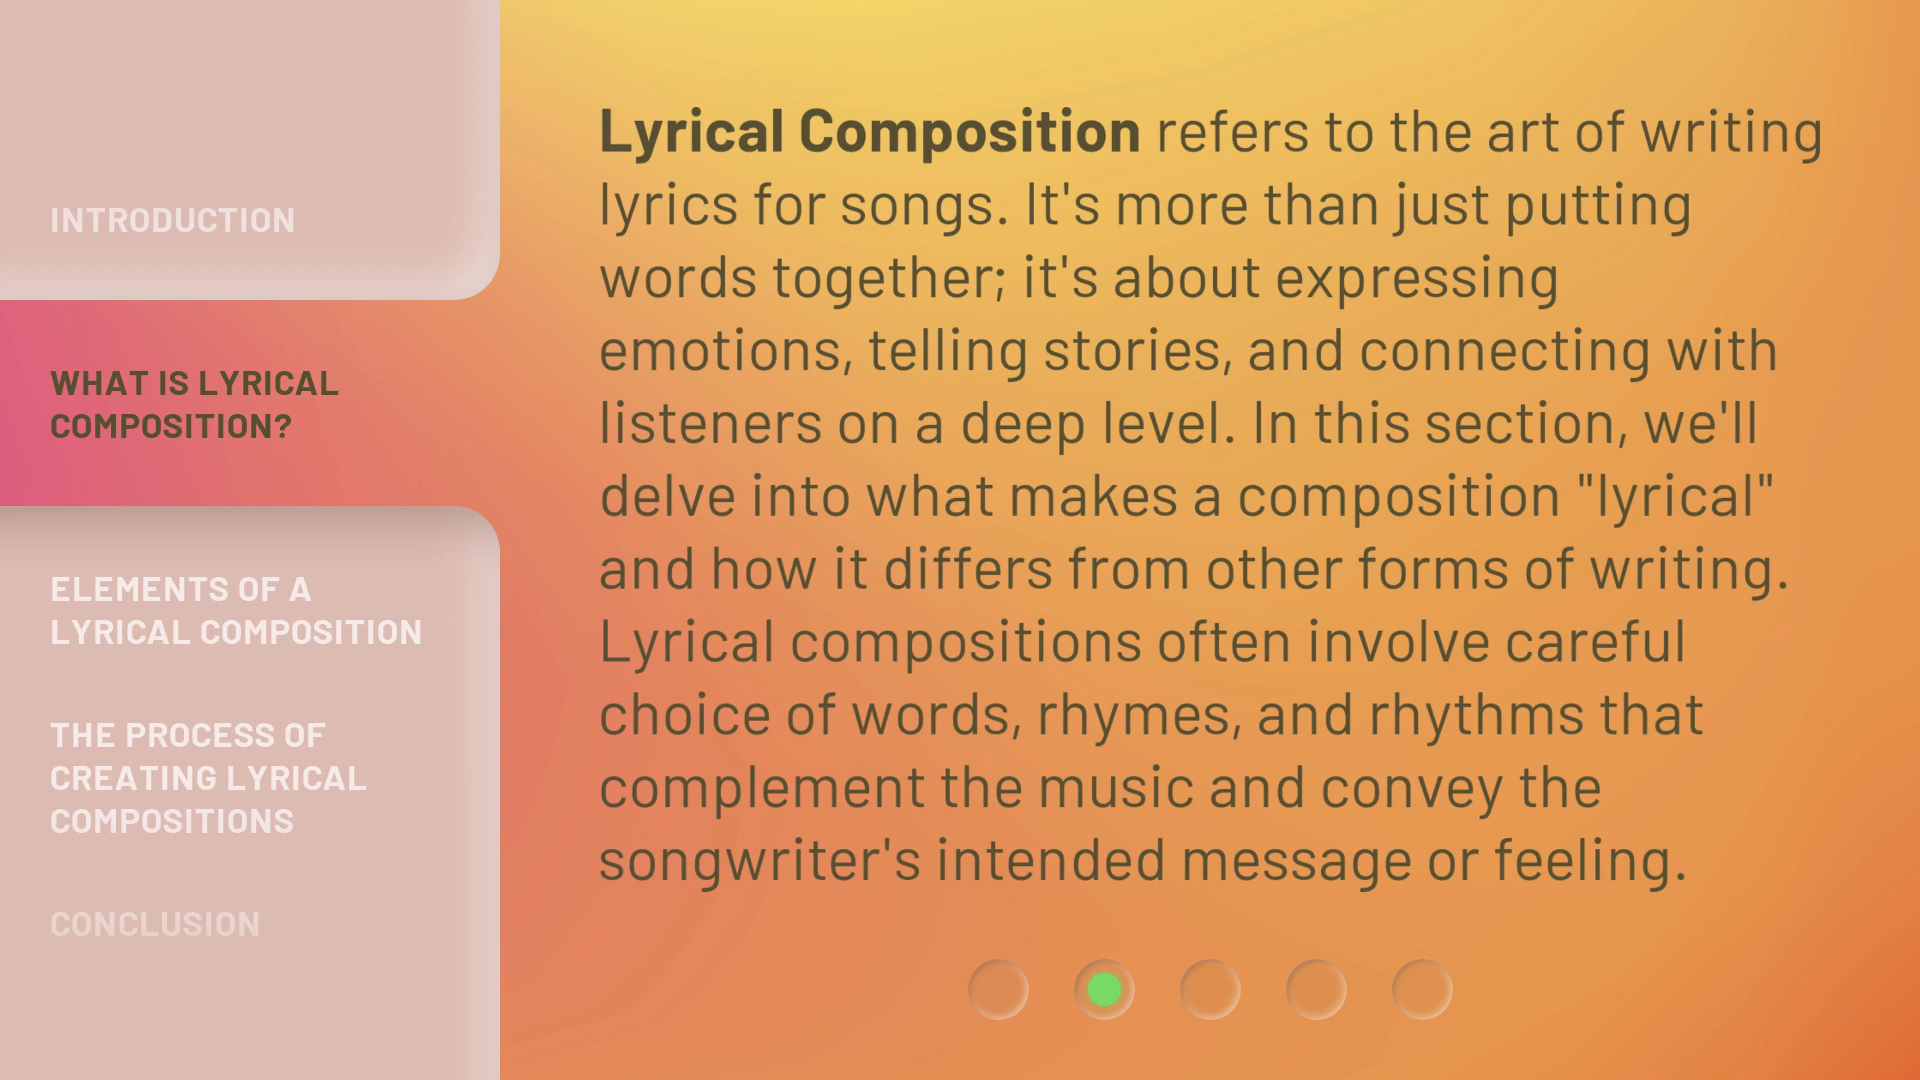 INTRODUCTION
WHAT IS LYRICAL
COMPOSITION?
ELEMENTS OF A
LYRICAL COMPOSITION
THE PROCESS OF
CREATING LYRICAL
COMPOSITIONS
CONCLUSION
Lyrical Composition refers to the art of writing
lyrics for songs. It's more than just putting
words together; it's about expressing
emotions, telling stories, and connecting with
listeners on a deep level. In this section, we'll
delve into what makes a composition "lyrical"
and how it differs from other forms of writing.
Lyrical compositions often involve careful
choice of words, rhymes, and rhythms that
complement the music and convey the
songwriter's intended message or feeling.